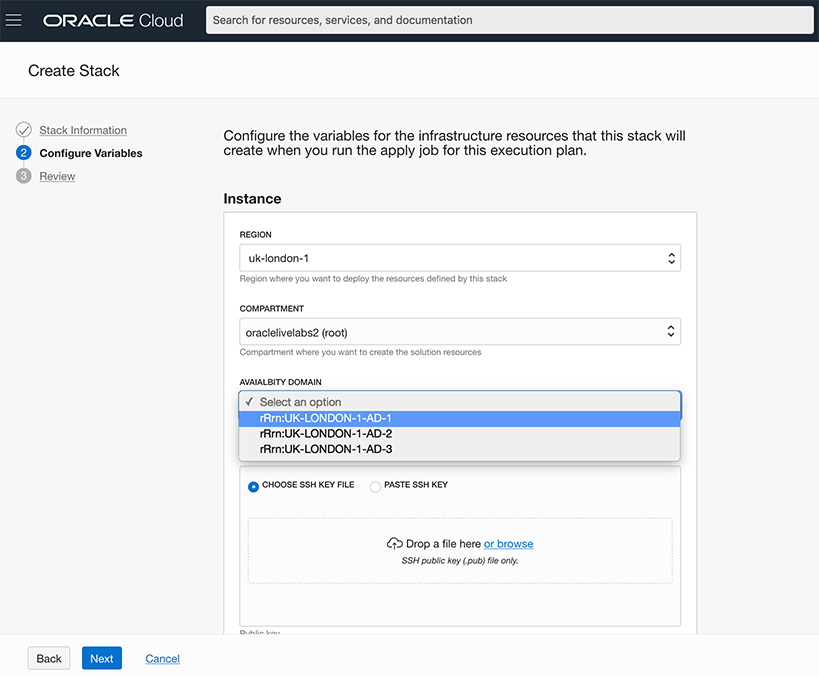 ORACLE Cloud
Search for resources, services, and documentation
Create Stack
Stack Information
2 Configure Variables
3 Review
Configure the variables for the infrastructure resources that this stack will
create when you run the apply job for this execution plan.
Instance
REGION
uk-london-1
Region where you want to deploy the resources defined by this stack
COMPARTMENT
oraclelivelabs2 (root)
Compartment where you want to create the solution resources
AVAIALBITY DOMAIN
✓ Select an option
rRrn:UK-LONDON-1-AD-1
rRrn:UK-LONDON-1-AD-2
rRrn:UK-LONDON-1-AD-3
CHOOSE SSH KEY FILE PASTE SSH KEY
Drop a file here or browse
SSH public key (.pub) file only.
Public key
Back Next Cancel